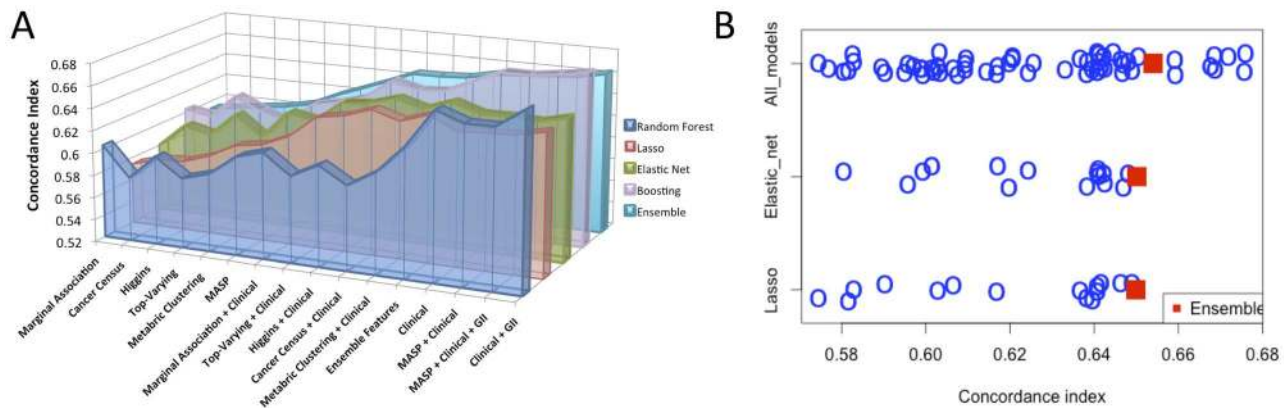 A
Concordance Index
0.68
0.66
0.64
0.62
0.6
0.58
0.56
0.54
0.52
Marginal Association
Cancer Census
Higgins
Top-Varying
Metabric Clustering
MASP
Marginal Association + Clinical
Top-Varying + Clinical
Higgins + Clinical
Cancer Census + Clinical
Metabric Clustering + Clinical
Ensemble Features
Clinical
MASP + Clinical
MASP + Clinical + GII
Clinical + GII
Random Forest
Lasso
Elastic Net
Boosting
Ensemble
B
All_models
Elastic_net
Lasso
Ensemble
0.58 0.60 0.62 0.64 0.66 0.68
Concordance index